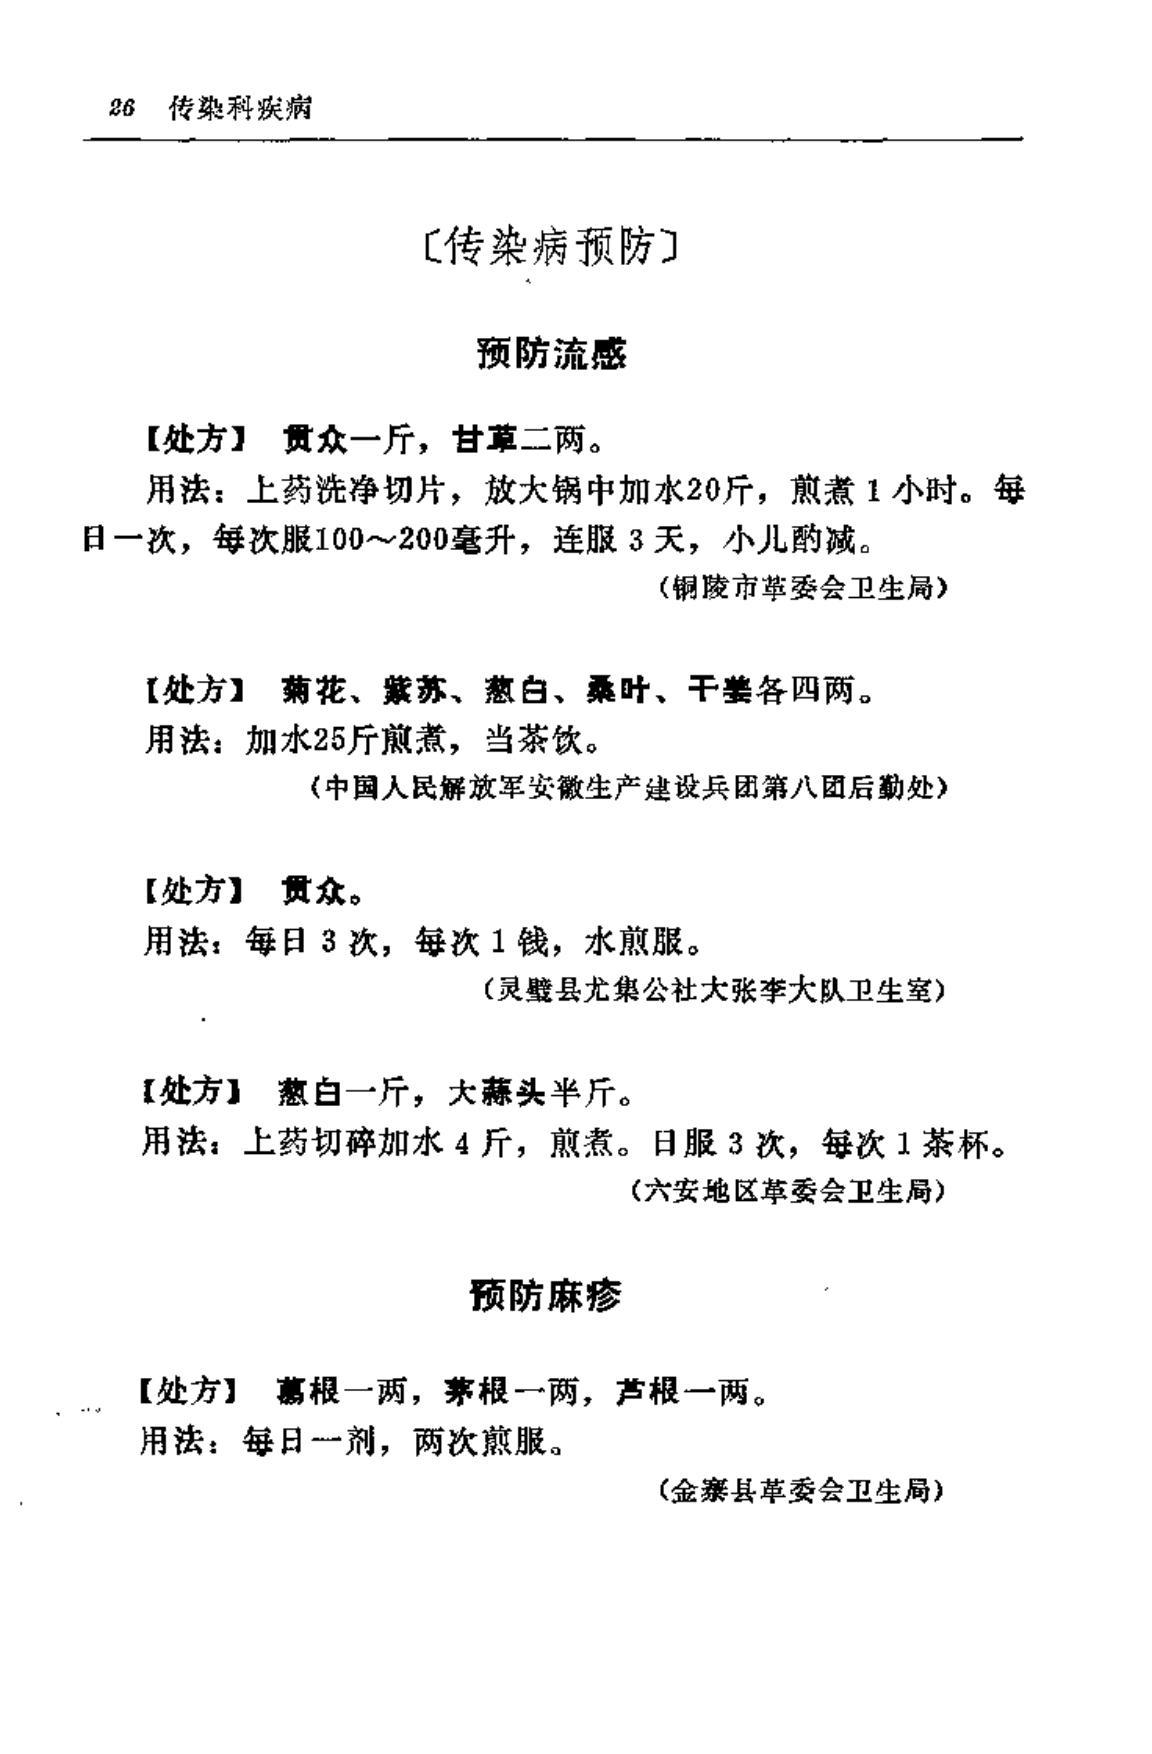 26 传染科疾病
〔传染病预防〕
预防流感
【处方】 贯众一斤，甘草二两。
用法：上药洗净切片，放大锅中加水20斤，煎煮1小时。每
日一次，每次服100～200毫升，连服3天，小儿酌减。
（铜陵市革委会卫生局）
【处方】 菊花、紫苏、葱白、桑叶、干姜各四两。
用法：加水25斤煎煮，当茶饮。
（中国人民解放军安徽生产建设兵团第八团后勤处）
【处方】 贯众。
用法：每日3次，每次1钱，水煎服。
（灵璧县尤集公社大张李大队卫生室）
【处方】 葱白一斤，大蒜头半斤。
用法：上药切碎加水4斤，煎煮。日服3次，每次1茶杯。
（六安地区革委会卫生局）
预防麻疹
【处方】 葛根一两，茅根一两，芦根一两。
用法：每日一剂，两次煎服。
（金寨县革委会卫生局）